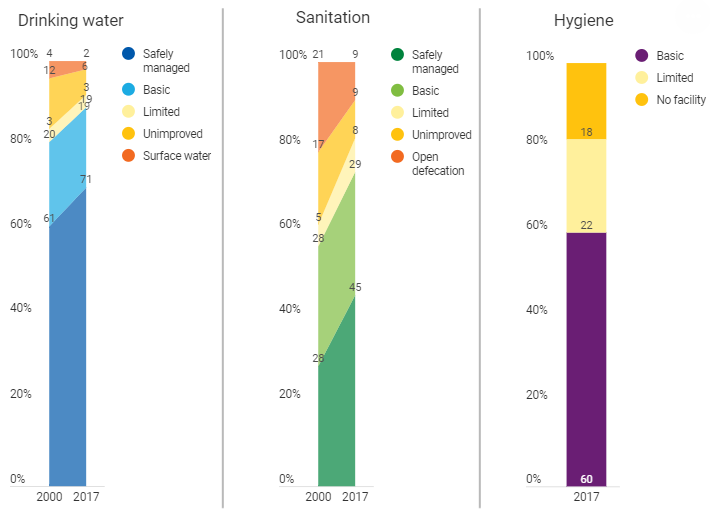 Drinking water
100%
80%
60%
40%
20%
0%
4
12
3
20
61
2
6
3
19
19
71
2000
2017
Safely
managed
Basic
Limited
Unimproved
Surface water
Sanitation
100%
80%
60%
40%
20%
0%
21
17
5
28
28
9
9
8
29
45
2000
2017
Safely
managed
Basic
Limited
Unimproved
Open
defecation
Hygiene
100%
80%
60%
40%
20%
0%
18
22
60
2017
Basic
Limited
No facility